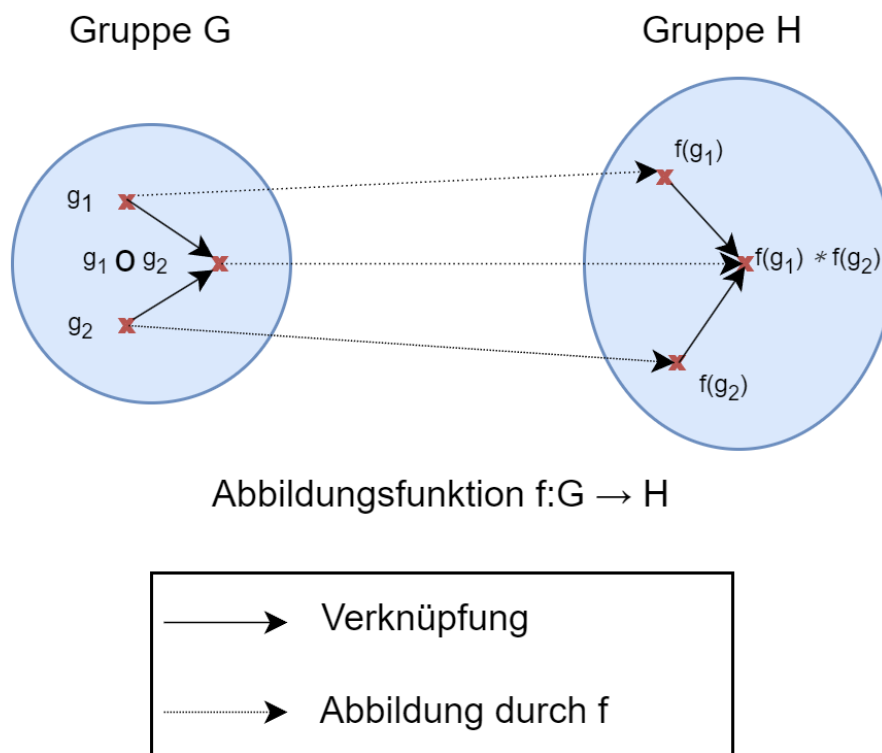 Gruppe G
Gruppe H
g₁
g₁ o g₂
g₂
f(g₁)
f(g₁) * f(g₂)
f(g₂)
Abbildungsfunktion f:G → H
Verknüpfung
Abbildung durch f